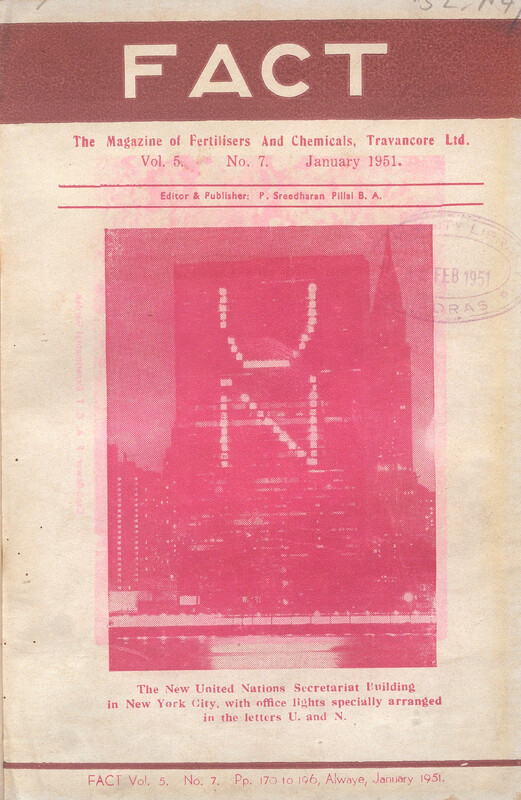 FACT
The Magazine of Fertilisers And Chemicals, Travancore Ltd.
Vol. 5. No. 7. January 1951.
Editor & Publisher: P. Sreedharan Pillai B. A.
FEB 1951
U
N
The New United Nations Secretariat Building
in New York City, with office lights specially arranged
in the letters U. and N.
FACT Vol. 5. No. 7. Pp. 170 to 196, Alwaye, January 1951.